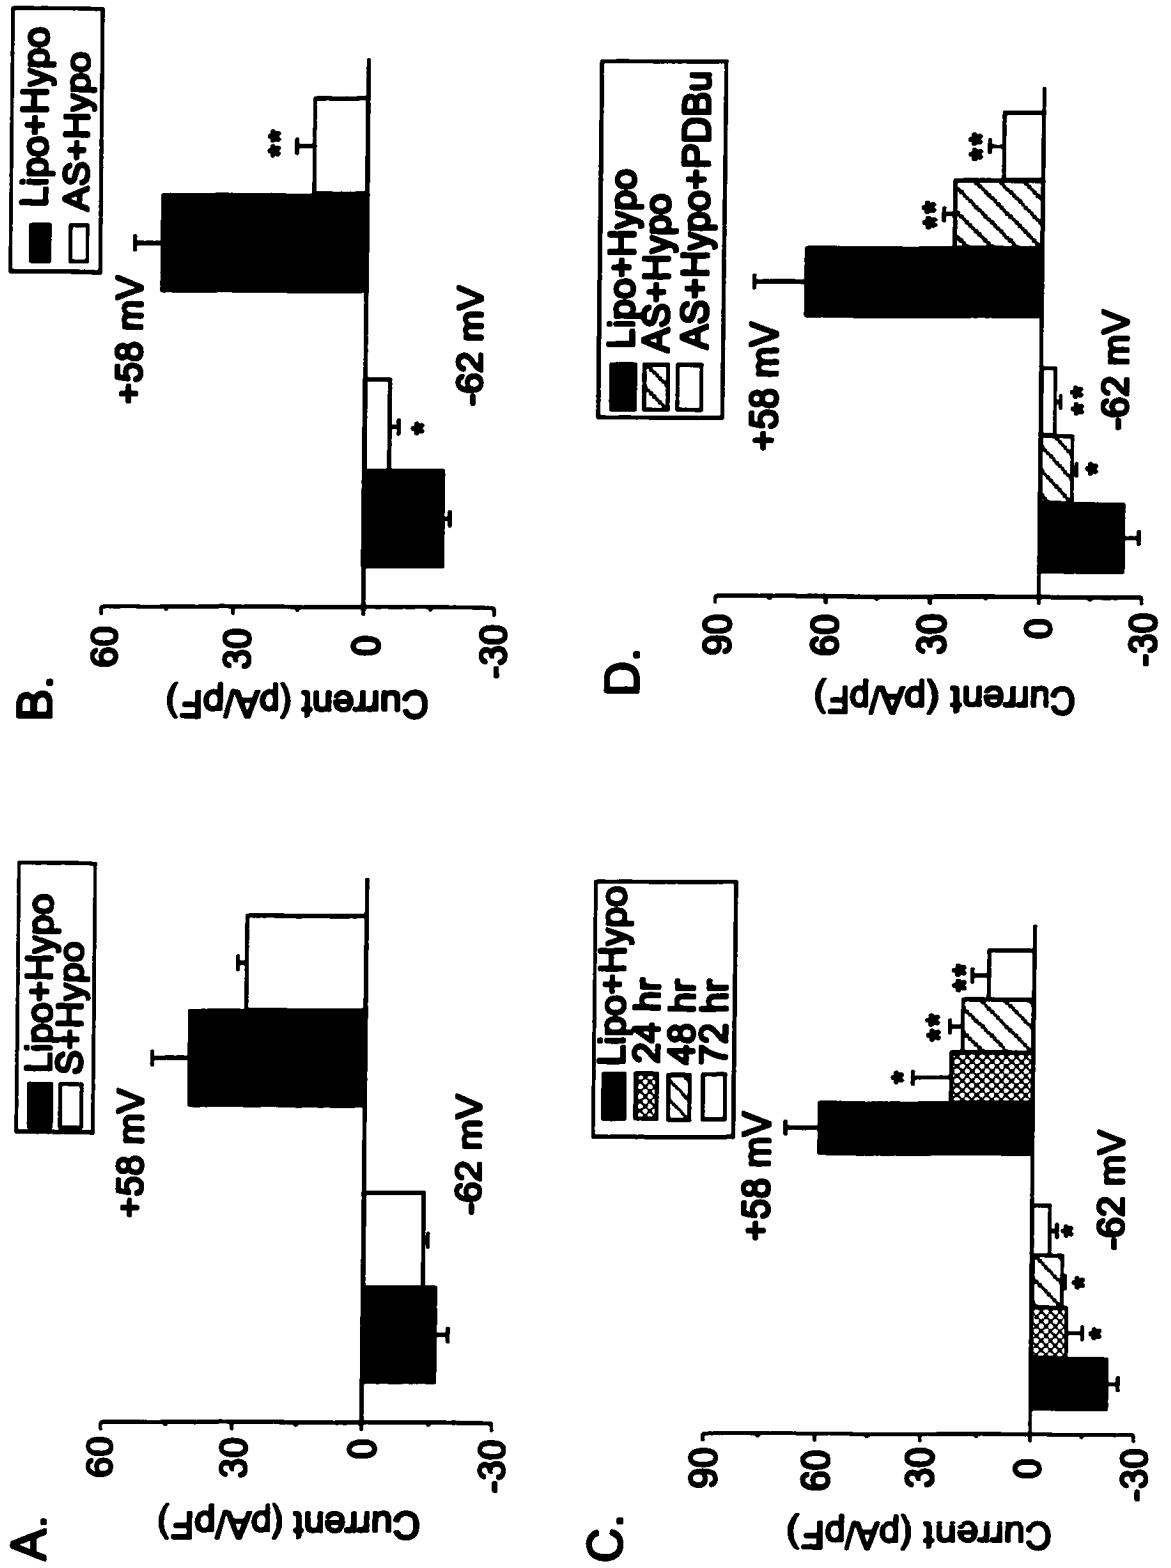 A.
Lipo+Hypo
S+Hypo
Current (pA/pF)
60
30
0
-30
+58 mV
-62 mV
B.
Lipo+Hypo
AS+Hypo
Current (pA/pF)
60
30
0
-30
+58 mV
-62 mV
*
**
C.
Lipo+Hypo
24 hr
48 hr
72 hr
Current (pA/pF)
90
60
30
0
-30
+58 mV
-62 mV
*
*
*
*
**
**
D.
Lipo+Hypo
AS+Hypo
AS+Hypo+PDBu
Current (pA/pF)
90
60
30
0
-30
+58 mV
-62 mV
*
**
**
**